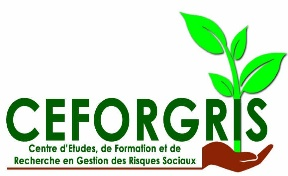 CEFORGRIS
Centre d'Etudes, de Formation et de
Recherche en Gestion des Risques Sociaux